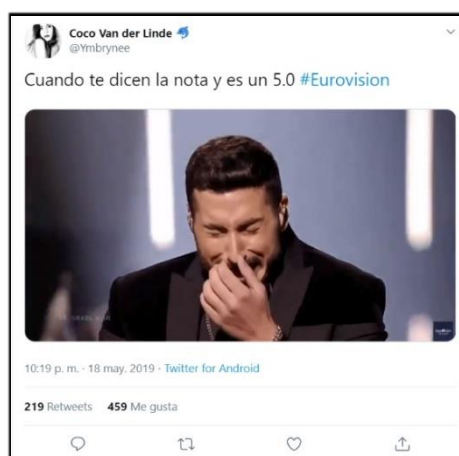 Coco Van der Linde
@Ymbrynee
Cuando te dicen la nota y es un 5.0 #Eurovision
10:19 p. m. · 18 may. 2019 · Twitter for Android
219 Retweets 459 Me gusta